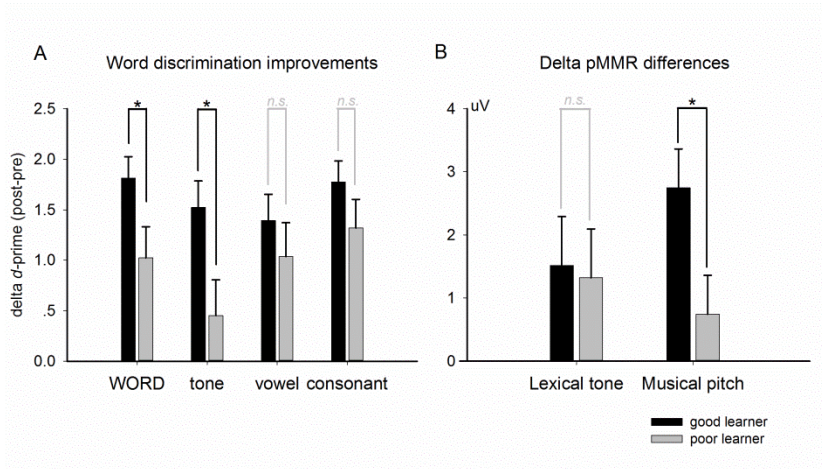 A
Word discrimination improvements
delta d-prime (post-pre)
2.5
2.0
1.5
1.0
.5
0.0
*
*
n.s.
n.s.
WORD tone vowel consonant
B
Delta pMMR differences
uV
4
3
2
1
0
n.s.
*
Lexical tone Musical pitch
good learner
poor learner